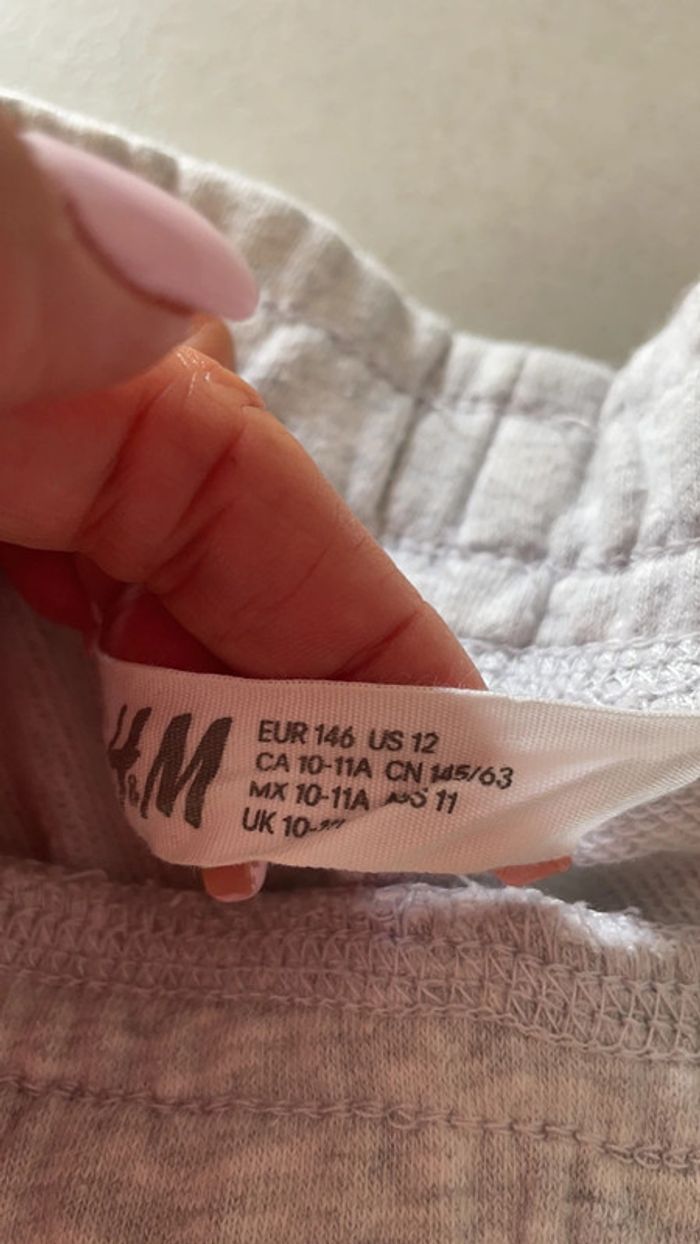 H&M
EUR 146 US 12
CA 10-11A CN 145/63
MX 10-11A 11
UK